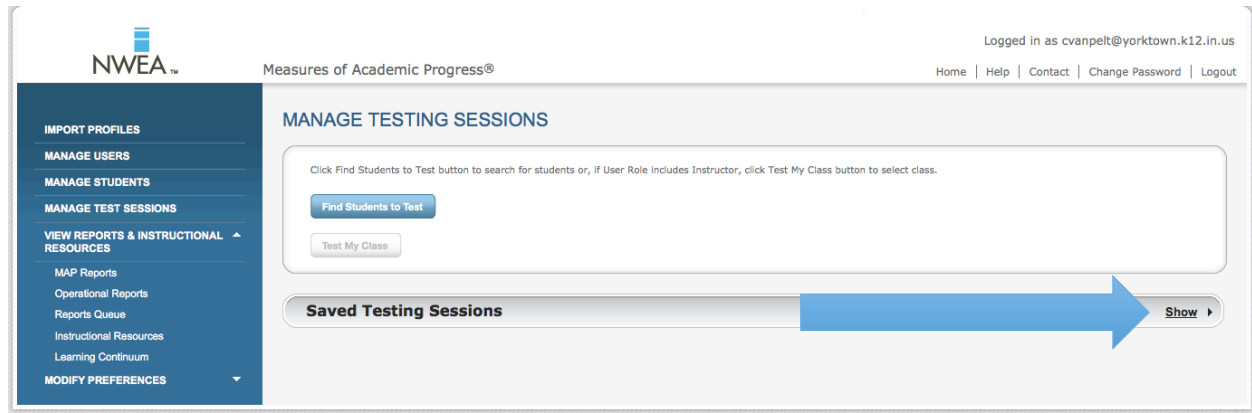 Logged in as cvanpelt@yorktown.k12.in.us
NWEA TM
Measures of Academic Progress®
Home | Help | Contact | Change Password | Logout
IMPORT PROFILES
MANAGE USERS
MANAGE STUDENTS
MANAGE TEST SESSIONS
VIEW REPORTS & INSTRUCTIONAL
RESOURCES
MAP Reports
Operational Reports
Reports Queue
Instructional Resources
Learning Continuum
MODIFY PREFERENCES
MANAGE TESTING SESSIONS
Click Find Students to Test button to search for students or, if User Role includes Instructor, click Test My Class button to select class.
Find Students to Test
Test My Class
Saved Testing Sessions
Show